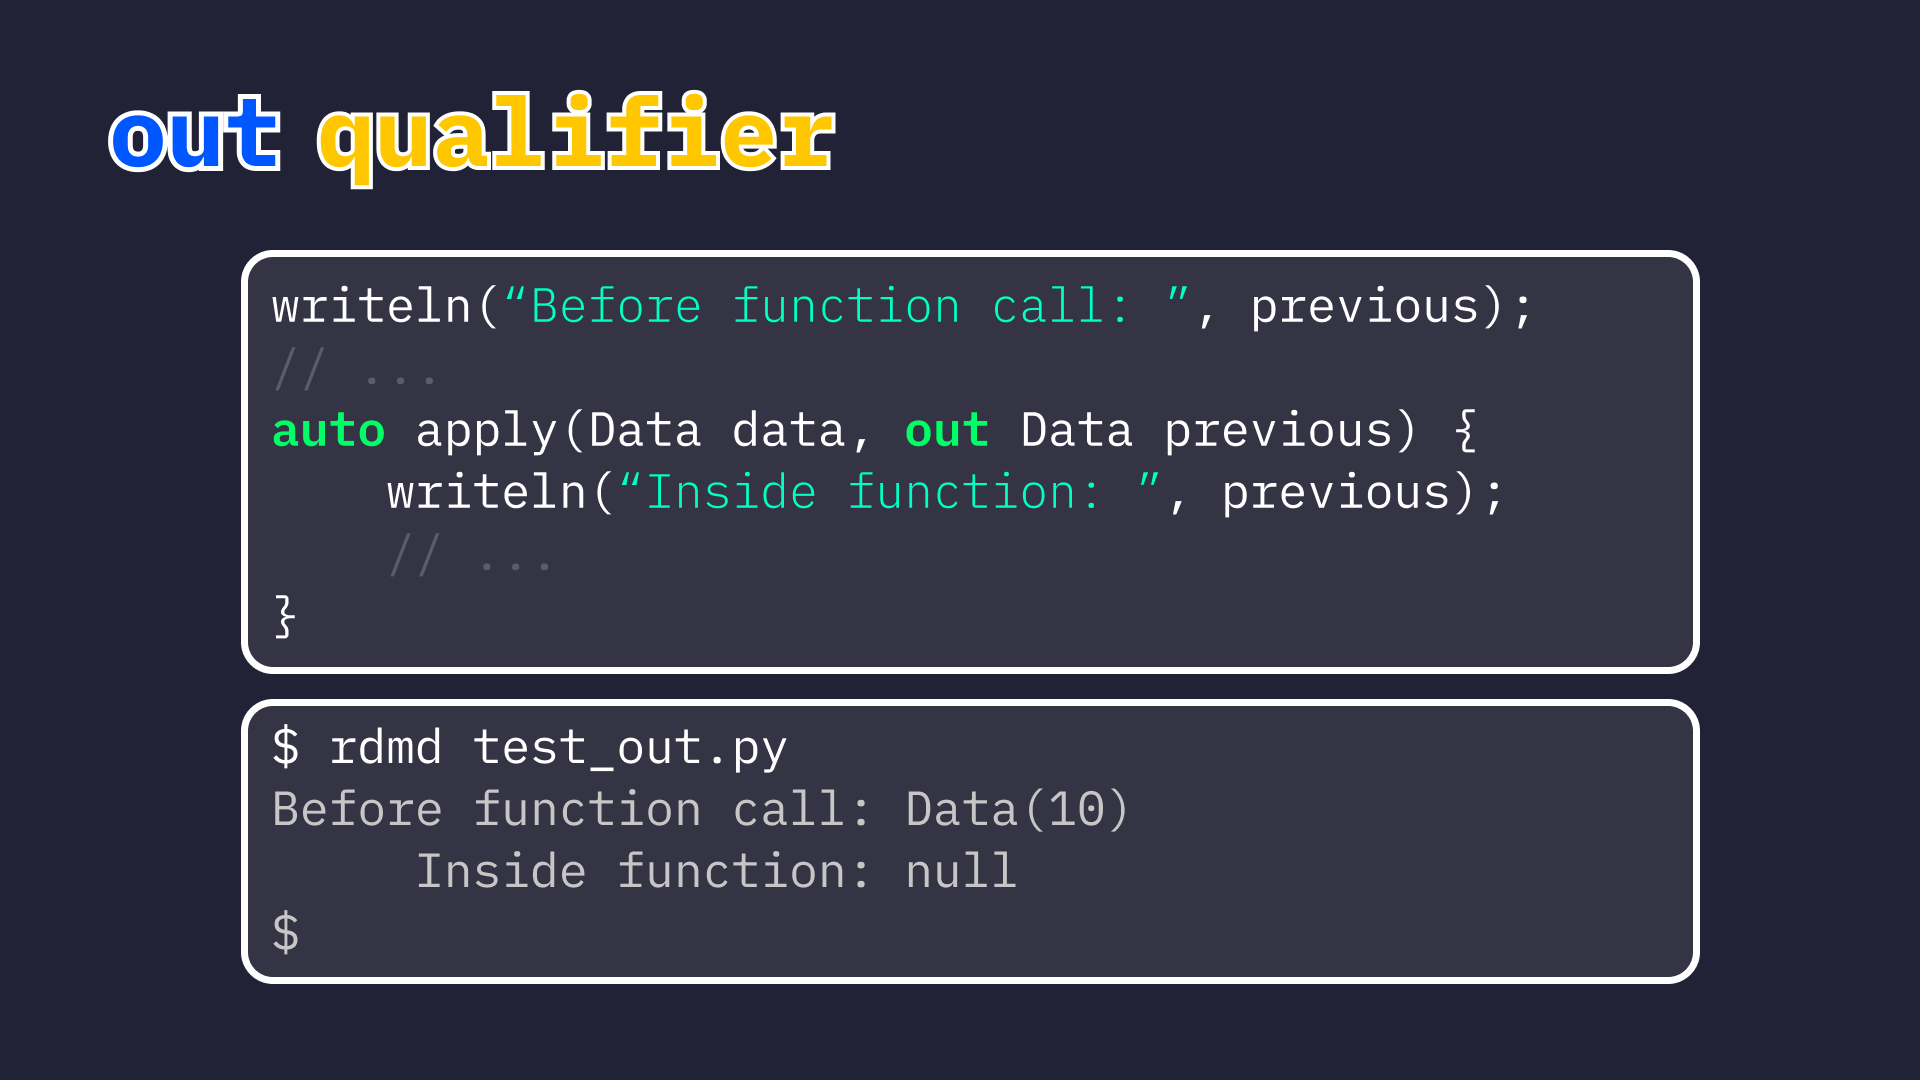 out qualifier
writeln(“Before function call: ”, previous);
// ...
auto apply(Data data, out Data previous) {
    writeln(“Inside function: ”, previous);
    // ...
}
$ rdmd test_out.py
Before function call: Data(10)
     Inside function: null
$